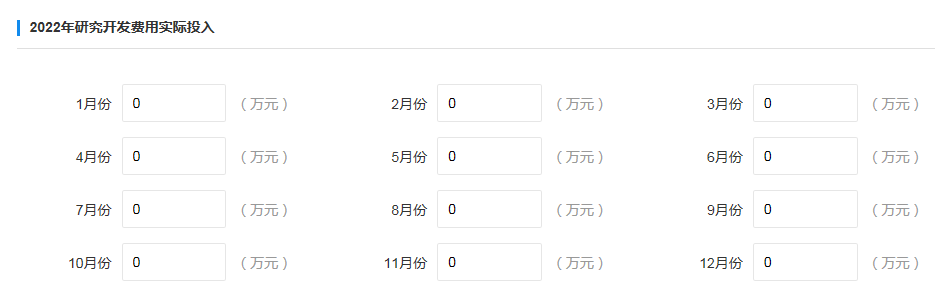 2022年研究开发费用实际投入
1月份 0 （万元） 2月份 0 （万元） 3月份 0 （万元）
4月份 0 （万元） 5月份 0 （万元） 6月份 0 （万元）
7月份 0 （万元） 8月份 0 （万元） 9月份 0 （万元）
10月份 0 （万元） 11月份 0 （万元） 12月份 0 （万元）